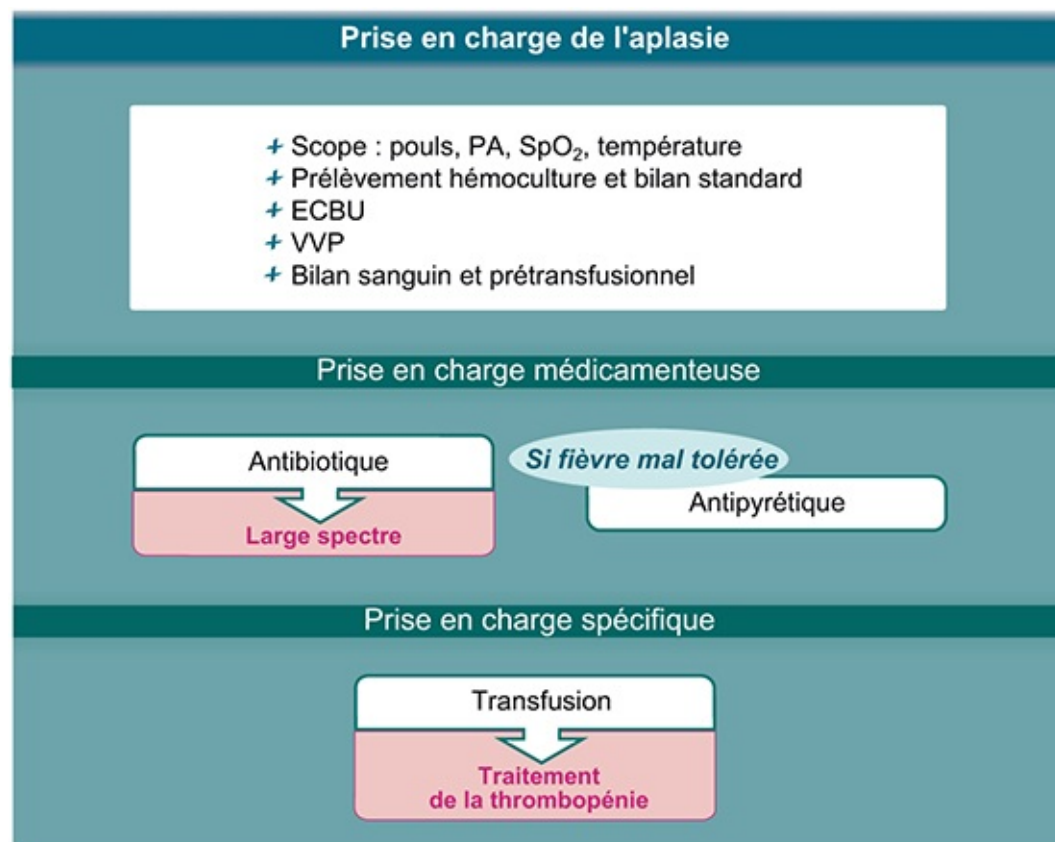 Prise en charge de l'aplasie
+ Scope : pouls, PA, SpO₂, température
+ Prélèvement hémoculture et bilan standard
+ ECBU
+ VVP
+ Bilan sanguin et prétransfusionnel
Prise en charge médicamenteuse
Antibiotique
Large spectre
Si fièvre mal tolérée
Antipyrétique
Prise en charge spécifique
Transfusion
Traitement
de la thrombopénie